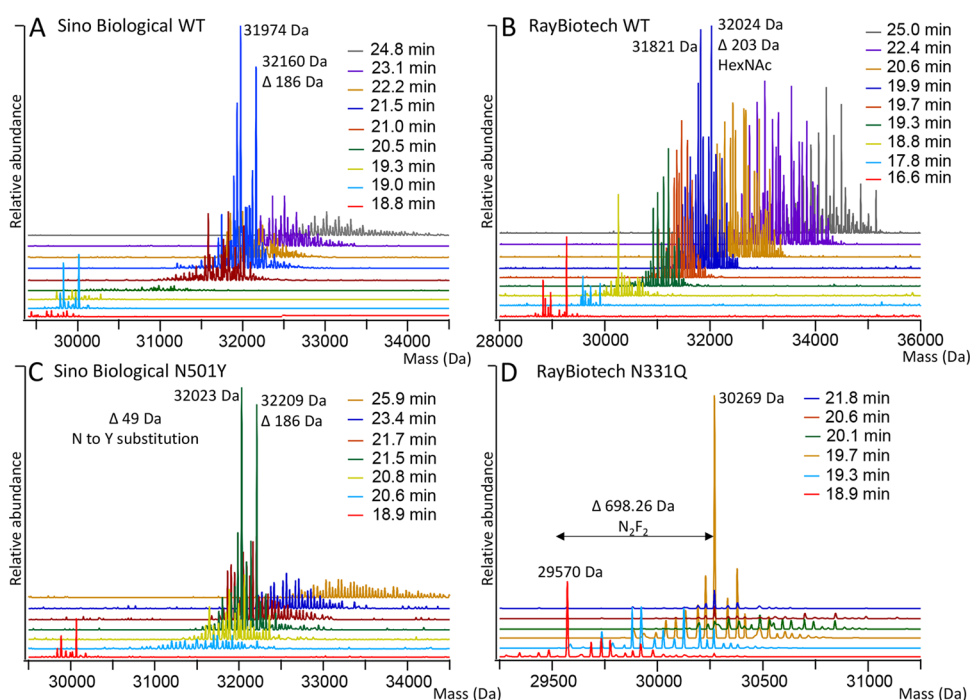 A Sino Biological WT
31974 Da
32160 Da
Δ 186 Da
24.8 min
23.1 min
22.2 min
21.5 min
21.0 min
20.5 min
19.3 min
19.0 min
18.8 min
Relative abundance
30000 31000 32000 33000 34000
Mass (Da)
B RayBiotech WT
31821 Da
32024 Da
Δ 203 Da
HexNAc
25.0 min
22.4 min
20.6 min
19.9 min
19.7 min
19.3 min
18.8 min
17.8 min
16.6 min
Relative abundance
28000 30000 32000 34000 36000
Mass (Da)
C Sino Biological N501Y
32023 Da
32209 Da
Δ 186 Da
Δ 49 Da
N to Y substitution
25.9 min
23.4 min
21.7 min
21.5 min
20.8 min
20.6 min
18.9 min
Relative abundance
30000 31000 32000 33000 34000
Mass (Da)
D RayBiotech N331Q
30269 Da
Δ 698.26 Da
N₂F₂
29570 Da
21.8 min
20.6 min
20.1 min
19.7 min
19.3 min
18.9 min
Relative abundance
29500 30000 30500 31000
Mass (Da)